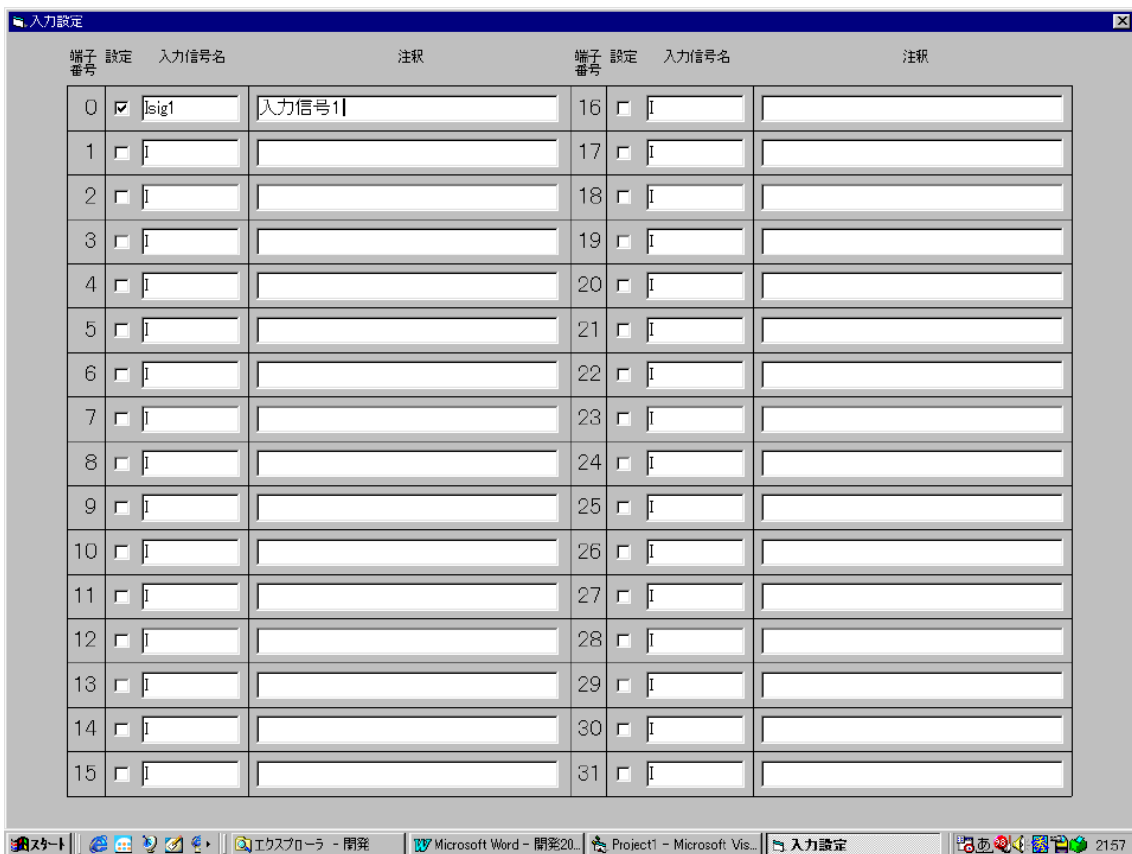 入力設定
端子番号 設定 入力信号名 注釈 端子番号 設定 入力信号名 注釈
0 Isig1 入力信号1 16 I
1 I 17 I
2 I 18 I
3 I 19 I
4 I 20 I
5 I 21 I
6 I 22 I
7 I 23 I
8 I 24 I
9 I 25 I
10 I 26 I
11 I 27 I
12 I 28 I
13 I 29 I
14 I 30 I
15 I 31 I
スタート エクスプローラ - 開発 Microsoft Word - 開発20... Project1 - Microsoft Vis... 入力設定 あ 21:57